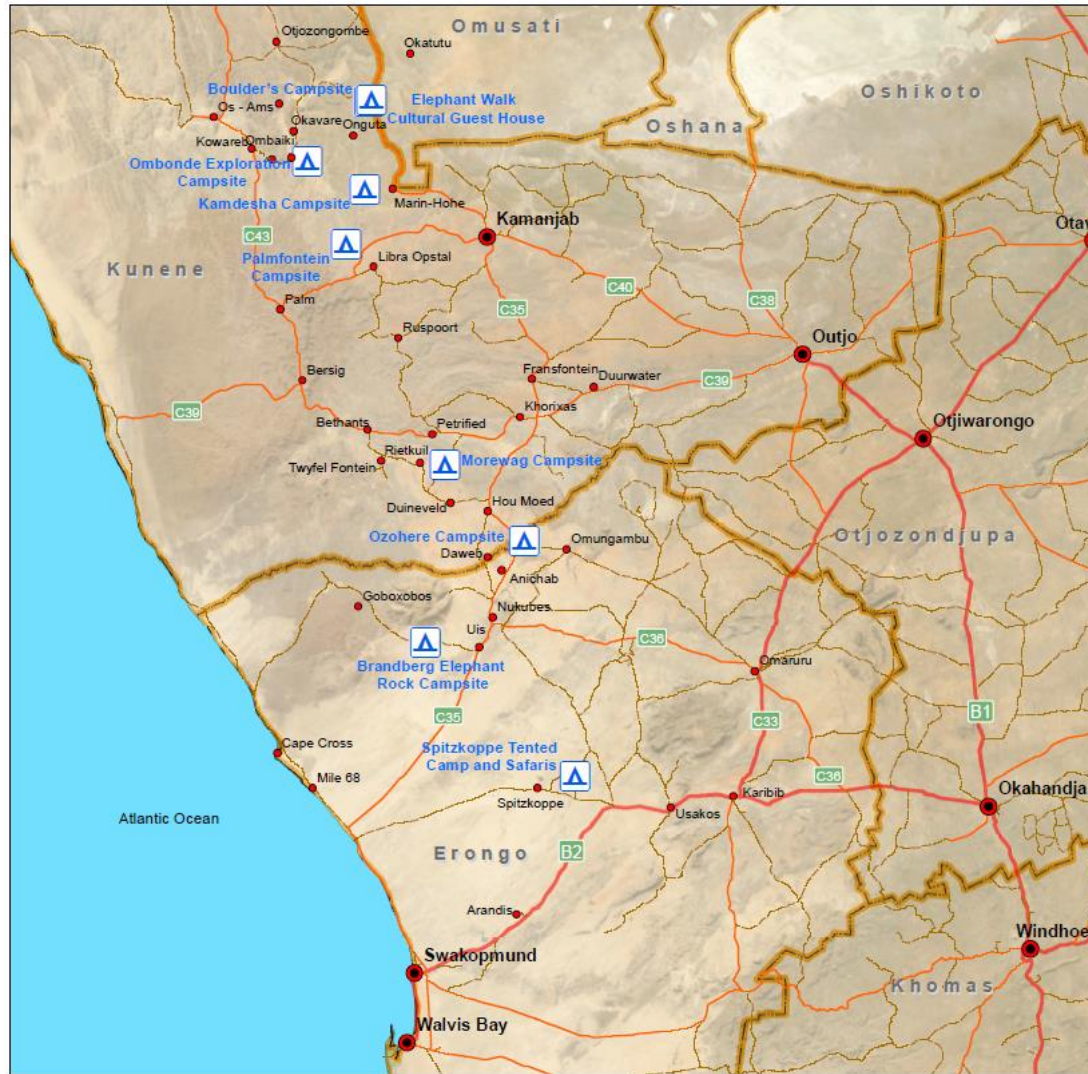 Omusati
Otjozongombe
Okatutu
Boulder's Campsite
Elephant Walk
Cultural Guest House
Oshikoto
Os - Ams
Okavare
Onguta
Oshana
Kowareb
Ombaiki
Ombonde Exploration
Campsite
Kamdesha Campsite
Marin-Hohe
Kamanjab
C43
Palmfontein
Campsite
Libra Opstal
Kunene
Palm
C35
C40
C38
Ruspoort
Outjo
Bersig
Fransfontein
Duurwater
C39
C39
Khorixas
Bethants
Petrified
Otjiwarongo
Rietkuil
Twyfel Fontein
Morewag Campsite
Duineveld
Hou Moed
Ozohere Campsite
Daweb
Omungambu
Otjozondjupa
Anichab
Goboxobos
Nukubes
Uis
C36
Brandberg Elephant
Rock Campsite
Omaruru
C35
C33
B1
Cape Cross
Spitzkoppe Tented
Camp and Safaris
Mile 68
C36
Spitzkoppe
Karibib
Usakos
Okahandja
Atlantic Ocean
Erongo
B2
Arandis
Windhoe
Swakopmund
Khomas
Walvis Bay
Otav